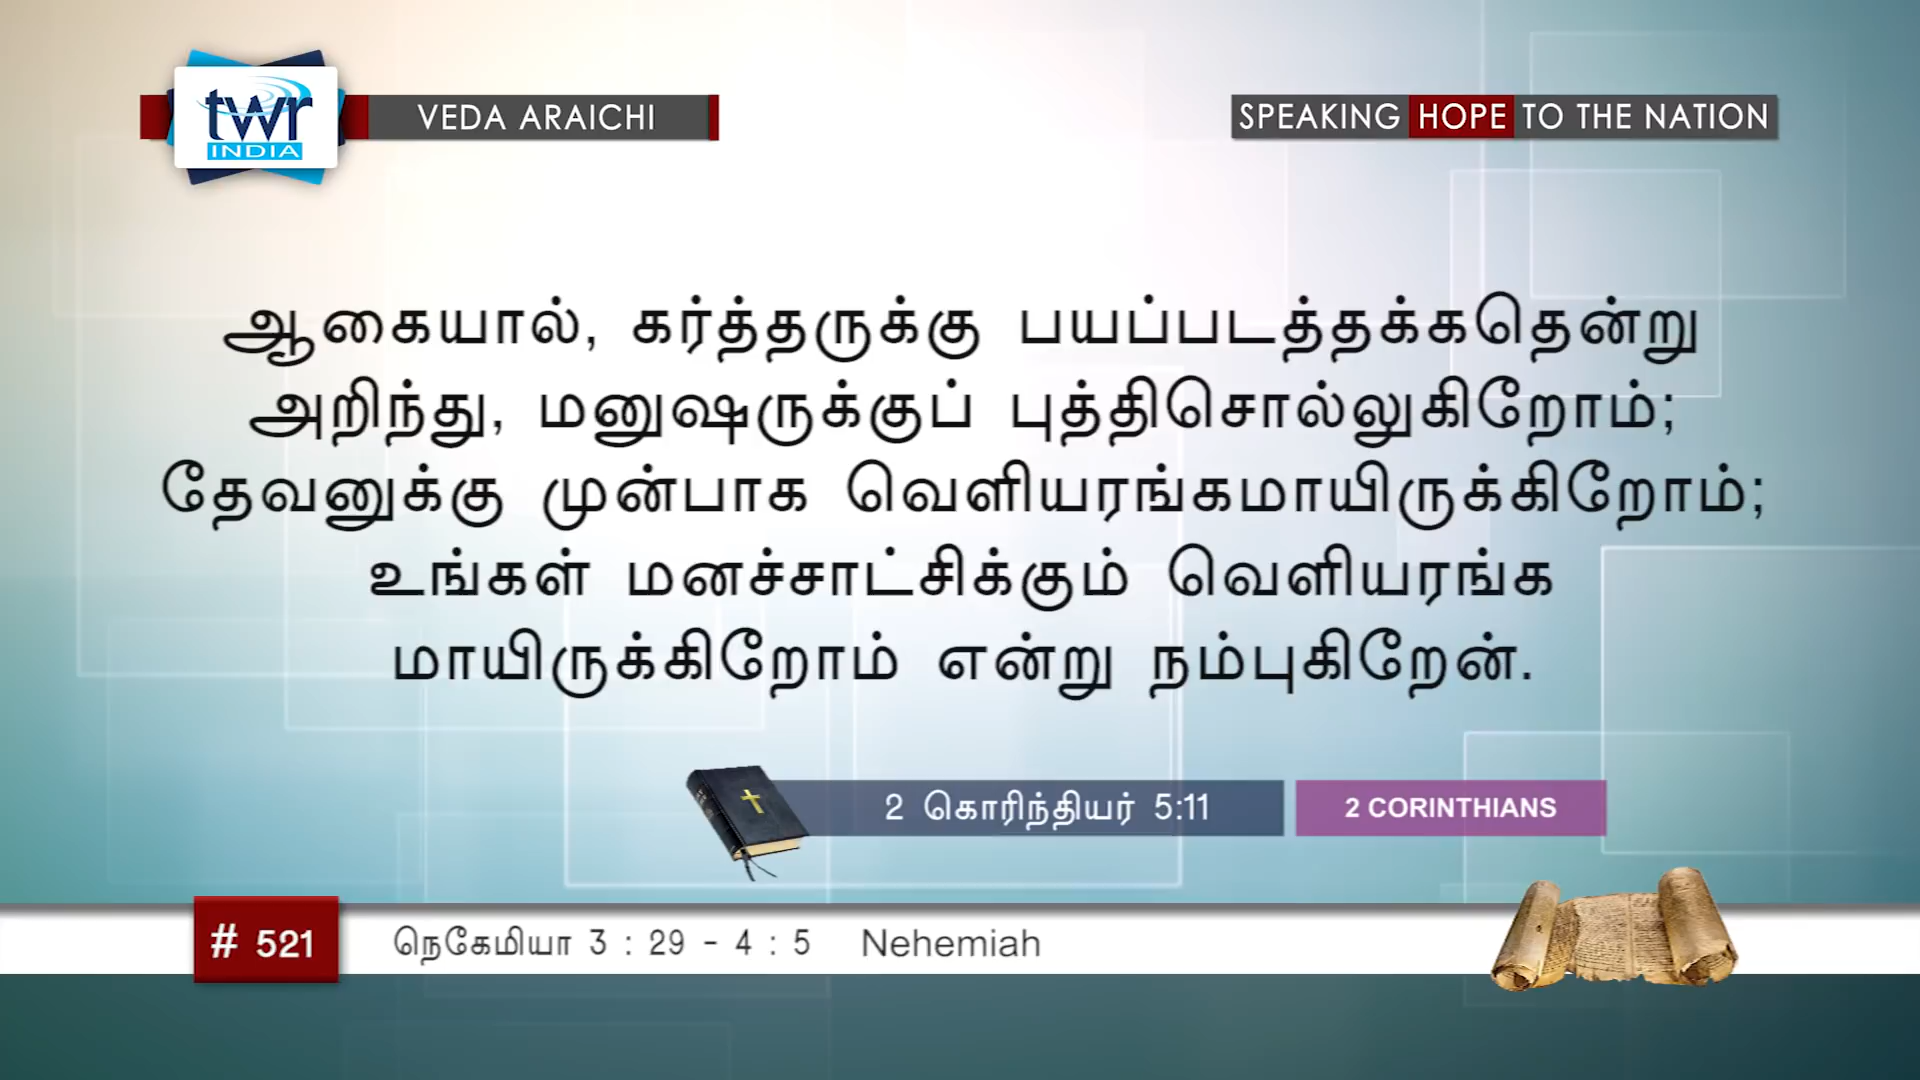 twr
INDIA
VEDA ARAICHI
SPEAKING HOPE TO THE NATION
ஆகையால், கர்த்தருக்கு பயப்படத்தக்கதென்று
அறிந்து, மனுஷருக்குப் புத்திசொல்லுகிறோம்;
தேவனுக்கு முன்பாக வெளியரங்கமாயிருக்கிறோம்;
உங்கள் மனச்சாட்சிக்கும் வெளியரங்க
மாயிருக்கிறோம் என்று நம்புகிறேன்.
2 கொரிந்தியர் 5:11
2 CORINTHIANS
# 521
நெகேமியா 3 : 29 - 4 : 5 Nehemiah